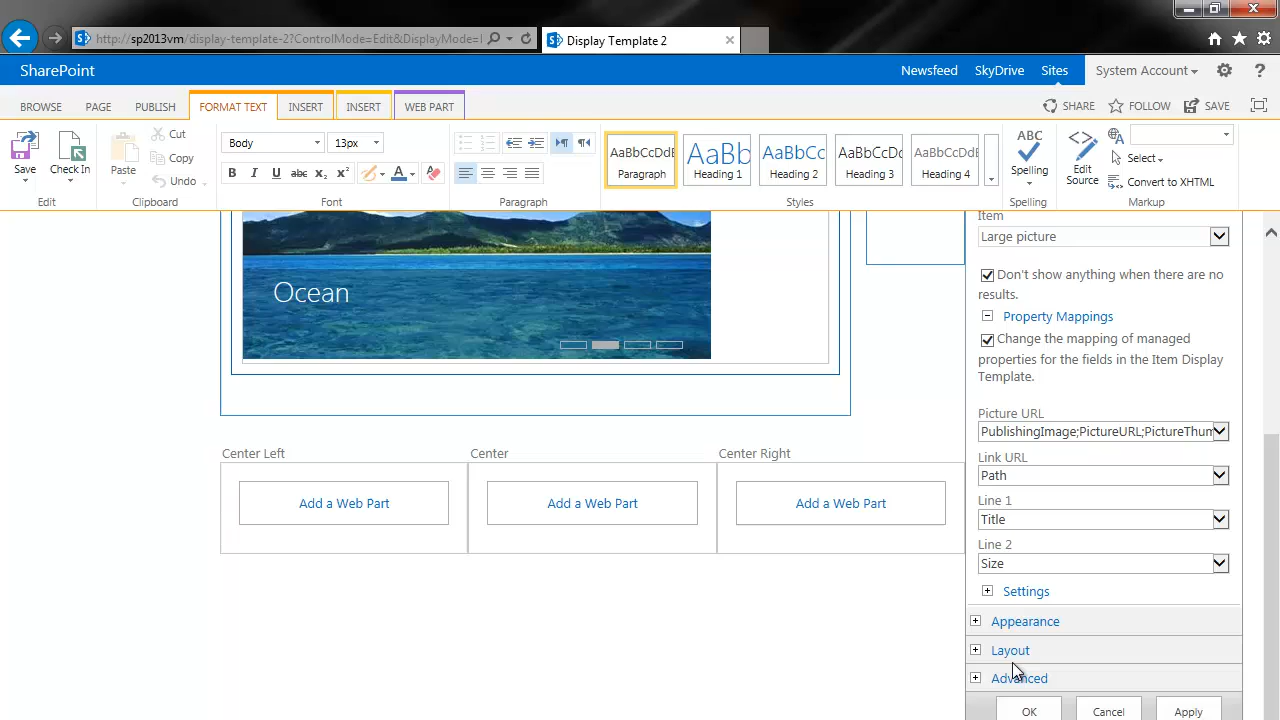 http://sp2013vm/display-template-2?ControlMode=Edit&DisplayMode=
Display Template 2
SharePoint
Newsfeed SkyDrive Sites System Account ?
BROWSE PAGE PUBLISH FORMAT TEXT INSERT INSERT WEB PART SHARE FOLLOW SAVE
Save Check In Paste Cut Copy Undo
Body 13px
B I U abc x₂ x²
A
AaBbCcDdE AaBb AaBbCc AaBbCcDc AaBbCcDdE
Paragraph Heading 1 Heading 2 Heading 3 Heading 4
ABC
Spelling
Edit Source
Select
Convert to XHTML
Edit Clipboard Font Paragraph Styles Spelling Markup
Item
Large picture
Don't show anything when there are no
results.
Property Mappings
Change the mapping of managed
properties for the fields in the Item Display
Template.
Ocean
Picture URL
PublishingImage;PictureURL;PictureThum
Link URL
Path
Line 1
Title
Line 2
Size
Settings
Appearance
Layout
Advanced
OK Cancel Apply
Center Left Center Center Right
Add a Web Part Add a Web Part Add a Web Part